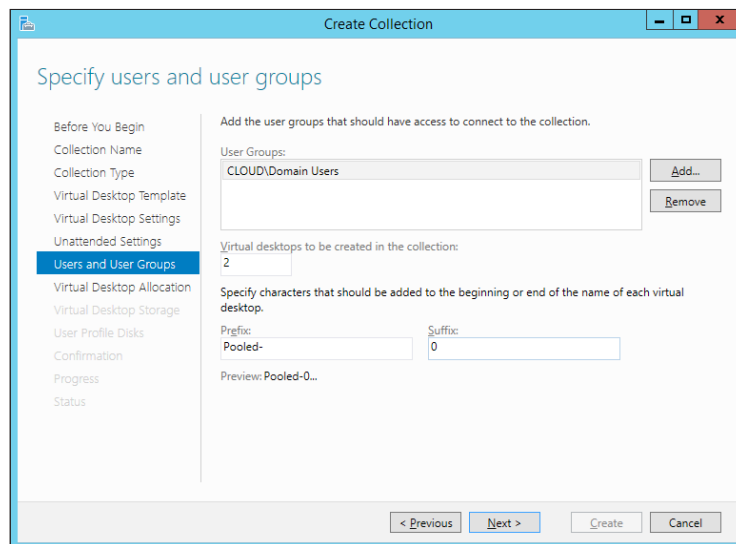 Create Collection
Specify users and user groups
Before You Begin
Collection Name
Collection Type
Virtual Desktop Template
Virtual Desktop Settings
Unattended Settings
Users and User Groups
Virtual Desktop Allocation
Virtual Desktop Storage
User Profile Disks
Confirmation
Progress
Status
Add the user groups that should have access to connect to the collection.
User Groups:
CLOUD\Domain Users
Add...
Remove
Virtual desktops to be created in the collection:
2
Specify characters that should be added to the beginning or end of the name of each virtual
desktop.
Prefix: Suffix:
Pooled- 0
Preview: Pooled-0...
< Previous Next > Create Cancel